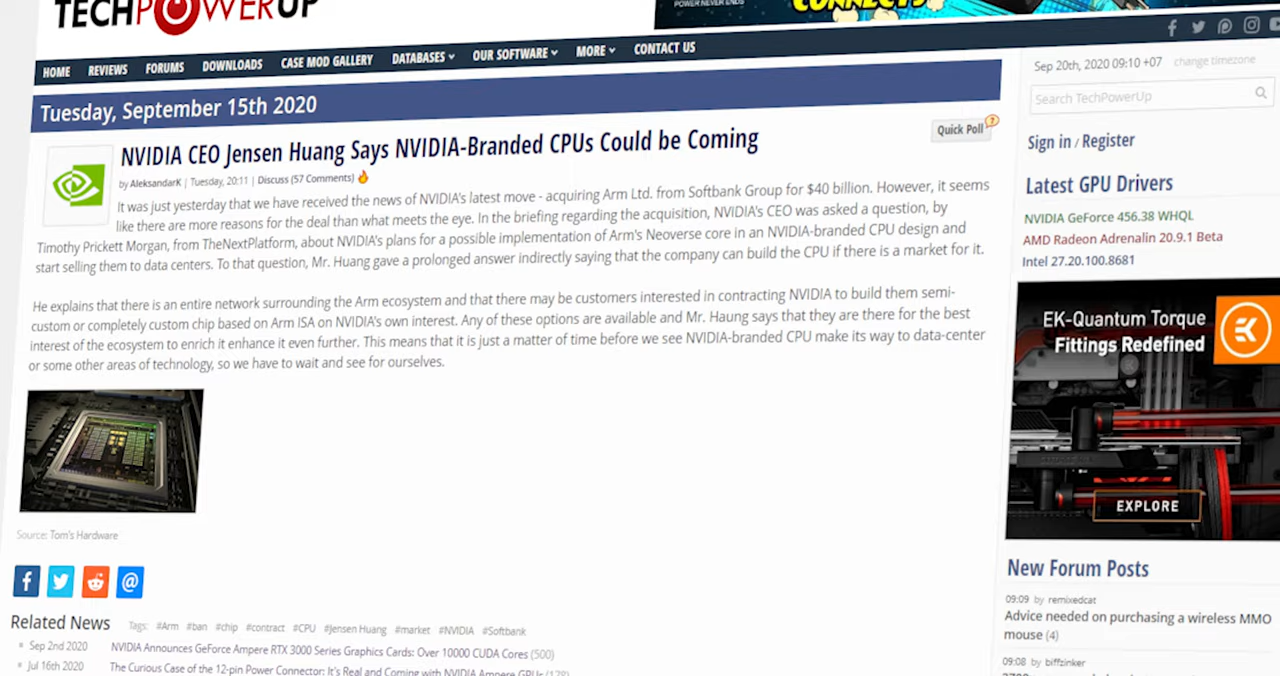 TECHPOWERUP
POWER NEVER ENDS
CONNECTS
HOME REVIEWS FORUMS DOWNLOADS CASE MOD GALLERY DATABASES OUR SOFTWARE MORE CONTACT US
Tuesday, September 15th 2020
NVIDIA CEO Jensen Huang Says NVIDIA-Branded CPUs Could be Coming
Quick Poll ?
by AleksandarK | Tuesday, 20:11 | Discuss (57 Comments)
It was just yesterday that we have received the news of NVIDIA's latest move - acquiring Arm Ltd. from Softbank Group for $40 billion. However, it seems
like there are more reasons for the deal than what meets the eye. In the briefing regarding the acquisition, NVIDIA's CEO was asked a question, by
Timothy Prickett Morgan, from TheNextPlatform, about NVIDIA's plans for a possible implementation of Arm's Neoverse core in an NVIDIA-branded CPU design and
start selling them to data centers. To that question, Mr. Huang gave a prolonged answer indirectly saying that the company can build the CPU if there is a market for it.
He explains that there is an entire network surrounding the Arm ecosystem and that there may be customers interested in contracting NVIDIA to build them semi-
custom or completely custom chip based on Arm ISA on NVIDIA's own interest. Any of these options are available and Mr. Haung says that they are there for the best
interest of the ecosystem to enrich it enhance it even further. This means that it is just a matter of time before we see NVIDIA-branded CPU make its way to data-center
or some other areas of technology, so we have to wait and see for ourselves.
Source: Tom's Hardware
Related News
Tags: #Arm #ban #chip #contract #CPU #Jensen Huang #market #NVIDIA #Softbank
Sep 2nd 2020 NVIDIA Announces GeForce Ampere RTX 3000 Series Graphics Cards: Over 10000 CUDA Cores (500)
Jul 16th 2020 The Curious Case of the 12-pin Power Connector: It's Real and Coming with NVIDIA Ampere GPUs (178)
Sep 20th, 2020 09:10 +07 change timezone
Search TechPowerUp
Sign in / Register
Latest GPU Drivers
NVIDIA GeForce 456.38 WHQL
AMD Radeon Adrenalin 20.9.1 Beta
Intel 27.20.100.8681
EK-Quantum Torque
Fittings Redefined
EXPLORE
New Forum Posts
09:09 by remixedcat
Advice needed on purchasing a wireless MMO
mouse (4)
09:08 by biffzinker